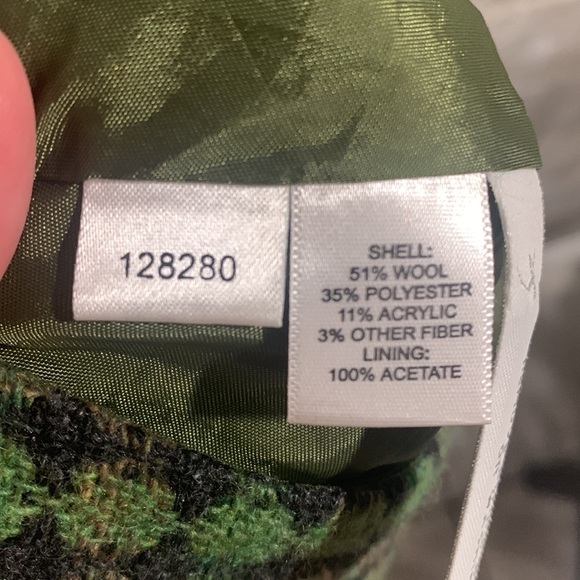 128280
SHELL:
51% WOOL
35% POLYESTER
11% ACRYLIC
3% OTHER FIBER
LINING:
100% ACETATE